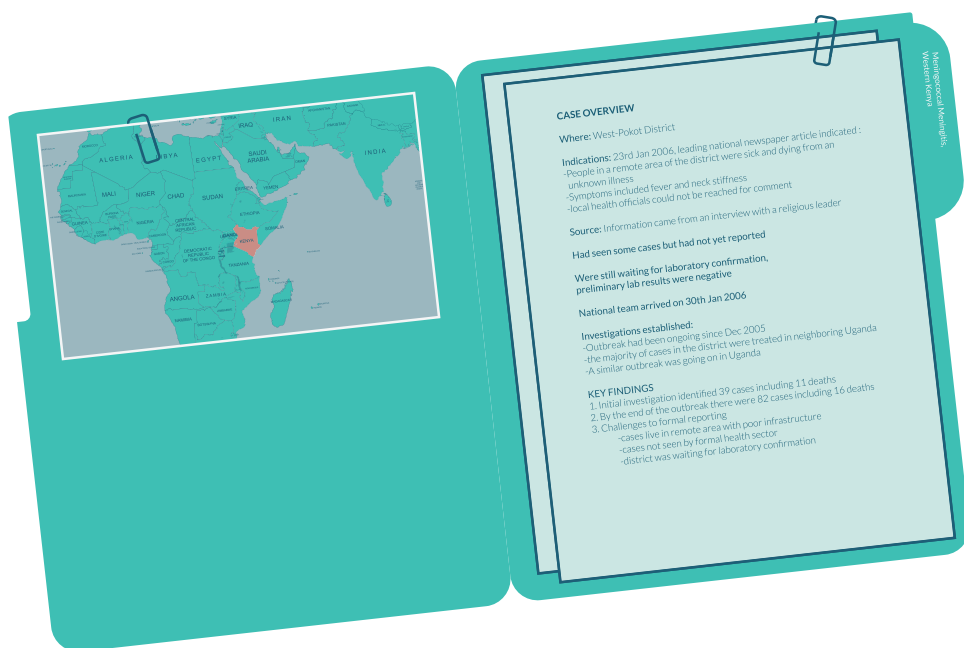 IRAQ
IRAN
ALGERIA
EGYPT
SAUDI
ARABIA
INDIA
MALI
NIGER
CHAD
SUDAN
YEMEN
NIGERIA
ETHIOPIA
CENTRAL
AFRICAN
REPUBLIC
SOMALIA
KENYA
DEMOCRATIC
REPUBLIC
OF THE CONGO
TANZANIA
ANGOLA
ZAMBIA
NAMIBIA
CASE OVERVIEW
Where: West-Pokot District
Indications: 23rd Jan 2006, leading national newspaper article indicated :
-People in a remote area of the district were sick and dying from an
unknown illness
-Symptoms included fever and neck stiffness
-local health officials could not be reached for comment
Source: Information came from an interview with a religious leader
Had seen some cases but had not yet reported
Were still waiting for laboratory confirmation,
preliminary lab results were negative
National team arrived on 30th Jan 2006
Investigations established:
-Outbreak had been ongoing since Dec 2005
-the majority of cases in the district were treated in neighboring Uganda
-A similar outbreak was going on in Uganda
KEY FINDINGS
1. Initial investigation identified 39 cases including 11 deaths
2. By the end of the outbreak there were 82 cases including 16 deaths
3. Challenges to formal reporting
-cases live in remote area with poor infrastructure
-cases not seen by formal health sector
-district was waiting for laboratory confirmation
Meningococcal Meningitis,
Western Kenya